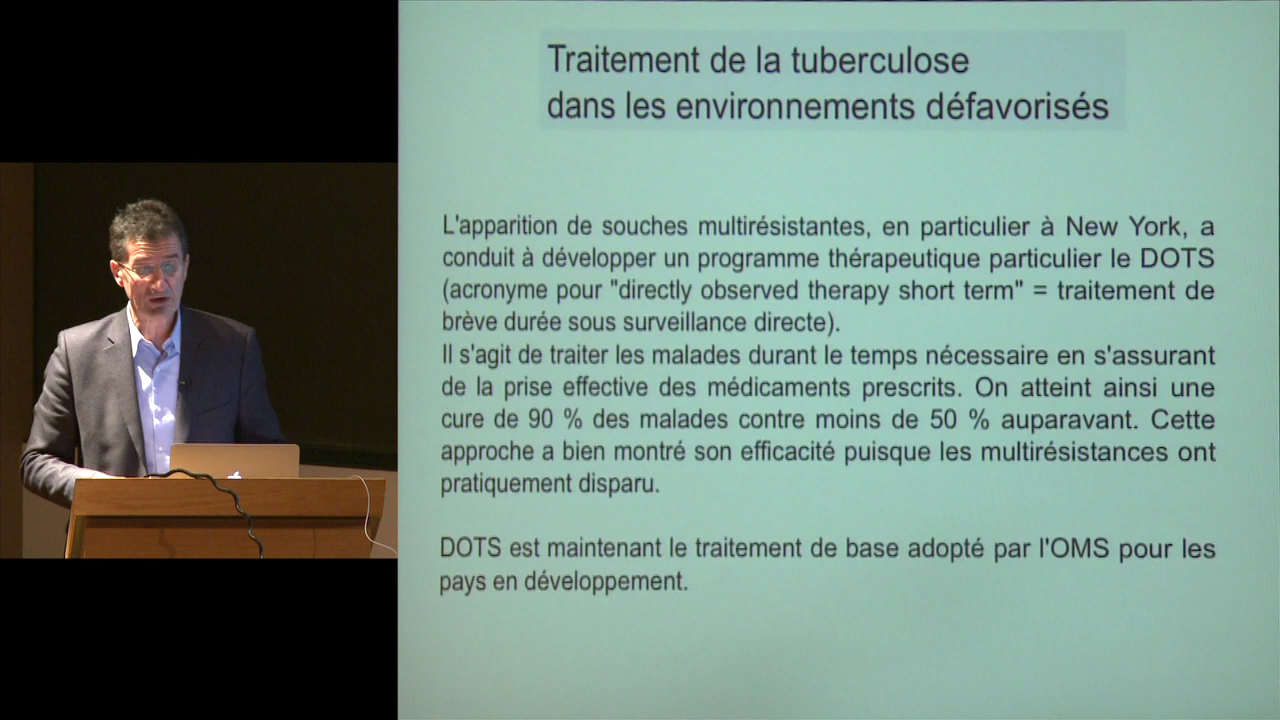 Traitement de la tuberculose
dans les environnements défavorisés
L'apparition de souches multirésistantes, en particulier à New York, a
conduit à développer un programme thérapeutique particulier le DOTS
(acronyme pour "directly observed therapy short term" = traitement de
brève durée sous surveillance directe).
Il s'agit de traiter les malades durant le temps nécessaire en s'assurant
de la prise effective des médicaments prescrits. On atteint ainsi une
cure de 90 % des malades contre moins de 50 % auparavant. Cette
approche a bien montré son efficacité puisque les multirésistances ont
pratiquement disparu.
DOTS est maintenant le traitement de base adopté par l'OMS pour les
pays en développement.